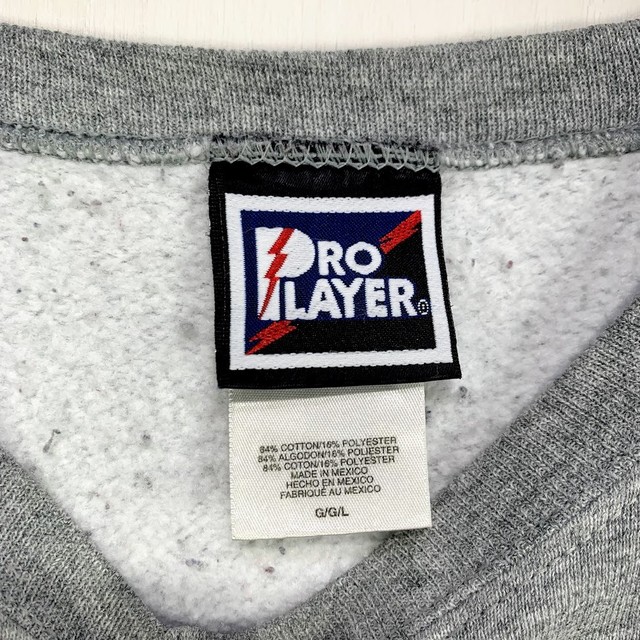 PRO
PLAYER®
84% COTTON/16% POLYESTER
84% ALGODON/16% POLYESTER
84% COTON/16% POLYESTER
MADE IN MEXICO
HECHO EN MEXICO
FABRIQUÉ AU MEXICO
G/G/L